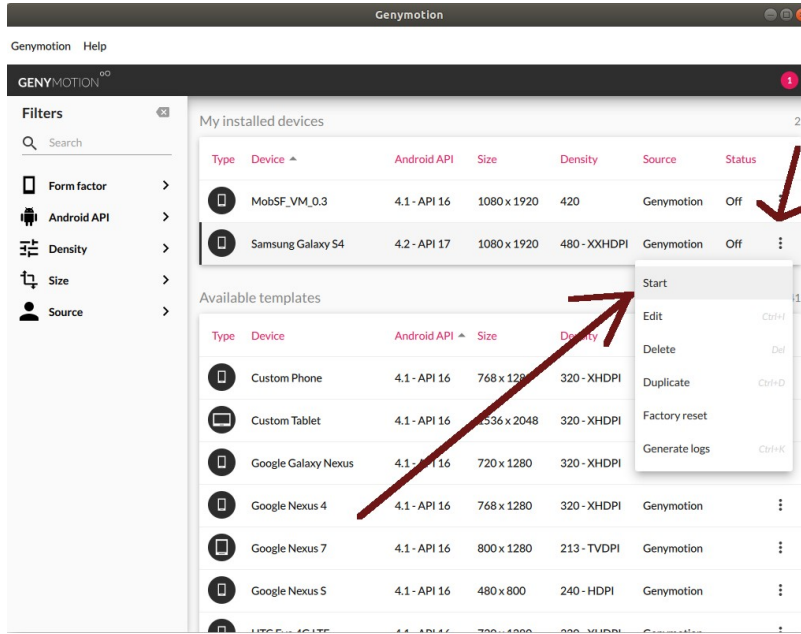 Genymotion
Genymotion Help
GENYMOTION
1
Filters
Search
Form factor
Android API
Density
Size
Source
My installed devices
2
Type Device Android API Size Density Source Status
MobSF_VM_0.3 4.1 - API 16 1080 x 1920 420 Genymotion Off
Samsung Galaxy S4 4.2 - API 17 1080 x 1920 480 - XXHDPI Genymotion Off
Start
Edit Ctrl+I
Delete Del
Duplicate Ctrl+D
Factory reset
Generate logs Ctrl+K
Available templates
Type Device Android API Size Density
Custom Phone 4.1 - API 16 768 x 1280 320 - XHDPI
Custom Tablet 4.1 - API 16 1536 x 2048 320 - XHDPI
Google Galaxy Nexus 4.1 - API 16 720 x 1280 320 - XHDPI
Google Nexus 4 4.1 - API 16 768 x 1280 320 - XHDPI Genymotion
Google Nexus 7 4.1 - API 16 800 x 1280 213 - TVDPI Genymotion
Google Nexus S 4.1 - API 16 480 x 800 240 - HDPI Genymotion